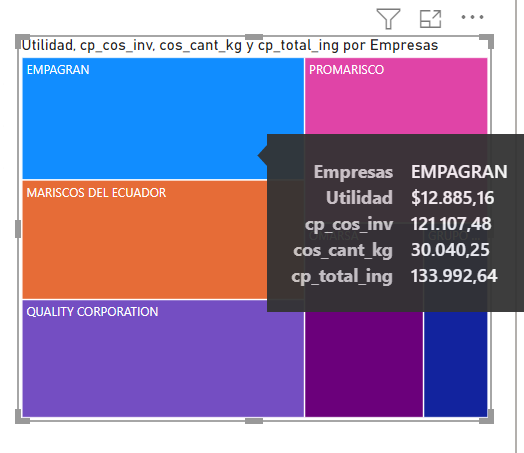 Utilidad, cp_cos_inv, cos_cant_kg y cp_total_ing por Empresas
EMPAGRAN
PROMARISCO
Empresas EMPAGRAN
Utilidad $12.885,16
cp_cos_inv 121.107,48
cos_cant_kg 30.040,25
cp_total_ing 133.992,64
MARISCOS DEL ECUADOR
QUALITY CORPORATION